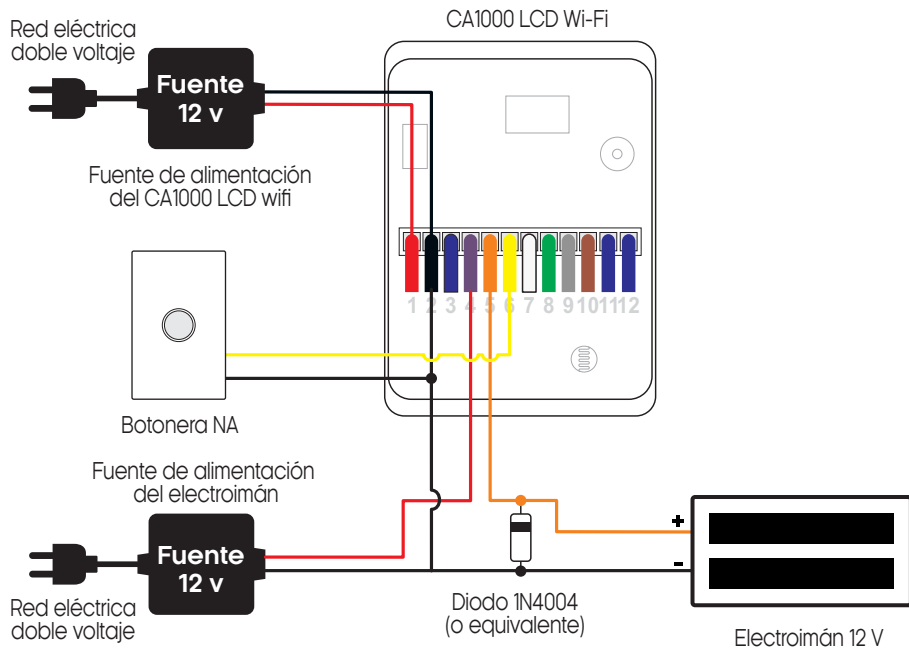 CA1000 LCD Wi-Fi
Red eléctrica
doble voltaje
Fuente
12 v
Fuente de alimentación
del CA1000 LCD wifi
1 2 3 4 5 6 7 8 9 10 11 12
Botonera NA
Fuente de alimentación
del electroimán
Fuente
12 v
Red eléctrica
doble voltaje
+
-
Diodo 1N4004
(o equivalente)
Electroimán 12 V